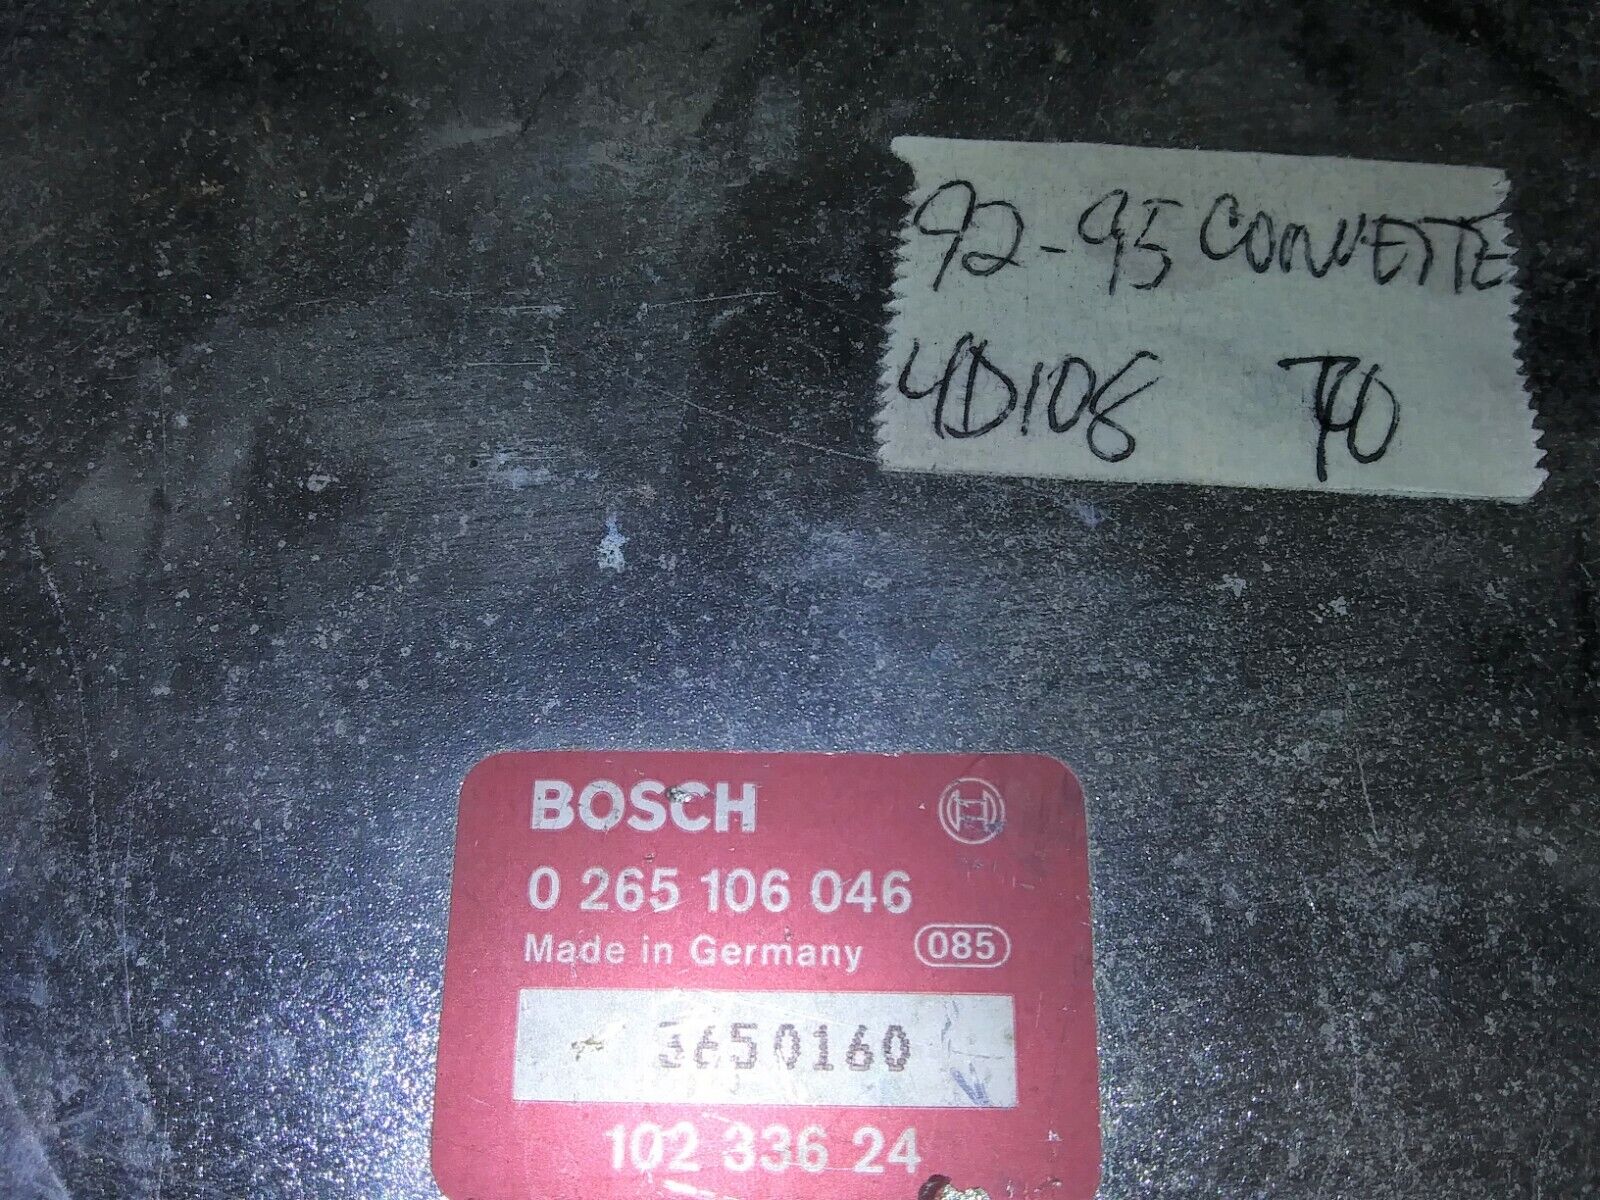 92-95 CORVETTE
4D108 TO
BOSCH
0 265 106 046
Made in Germany 085
3650160
102 336 24